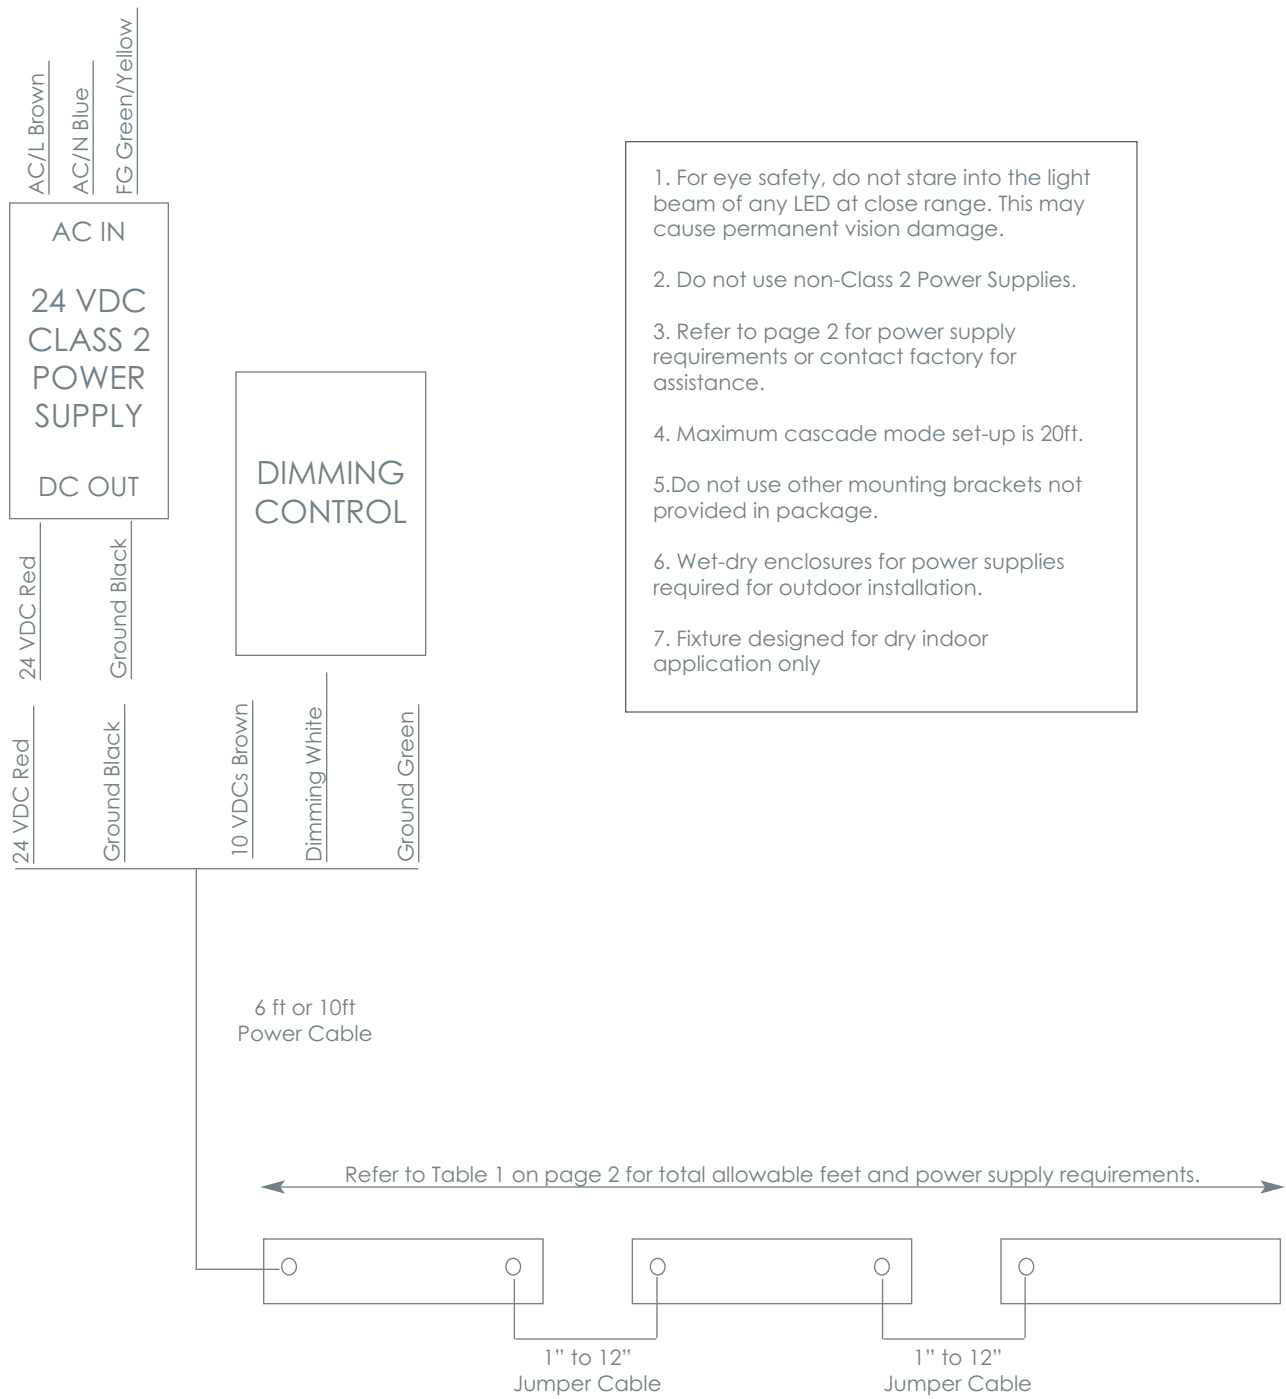 AC/L Brown
AC/N Blue
FG Green/Yellow
AC IN
24 VDC
CLASS 2
POWER
SUPPLY
DC OUT
24 VDC Red
Ground Black
DIMMING
CONTROL
24 VDC Red
Ground Black
10 VDCs Brown
Dimming White
Ground Green
1. For eye safety, do not stare into the light
beam of any LED at close range. This may
cause permanent vision damage.
2. Do not use non-Class 2 Power Supplies.
3. Refer to page 2 for power supply
requirements or contact factory for
assistance.
4. Maximum cascade mode set-up is 20ft.
5.Do not use other mounting brackets not
provided in package.
6. Wet-dry enclosures for power supplies
required for outdoor installation.
7. Fixture designed for dry indoor
application only
6 ft or 10ft
Power Cable
Refer to Table 1 on page 2 for total allowable feet and power supply requirements.
1” to 12”
Jumper Cable
1” to 12”
Jumper Cable